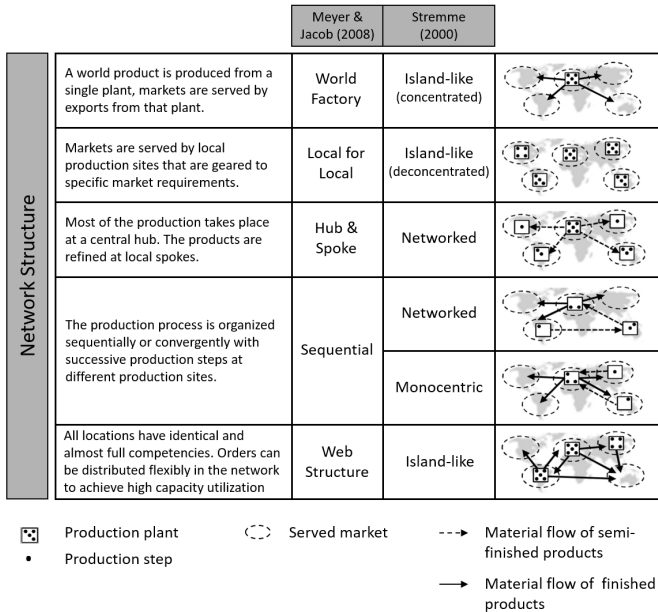 Meyer &
Jacob (2008)
Stremme
(2000)
Network Structure
A world product is produced from a
single plant, markets are served by
exports from that plant.
World
Factory
Island-like
(concentrated)
Markets are served by local
production sites that are geared to
specific market requirements.
Local for
Local
Island-like
(deconcentrated)
Most of the production takes place
at a central hub. The products are
refined at local spokes.
Hub &
Spoke
Networked
The production process is organized
sequentially or convergently with
successive production steps at
different production sites.
Sequential
Networked
Monocentric
All locations have identical and
almost full competencies. Orders can
be distributed flexibly in the network
to achieve high capacity utilization
Web
Structure
Island-like
Production plant
Production step
Served market
Material flow of semi-
finished products
Material flow of finished
products